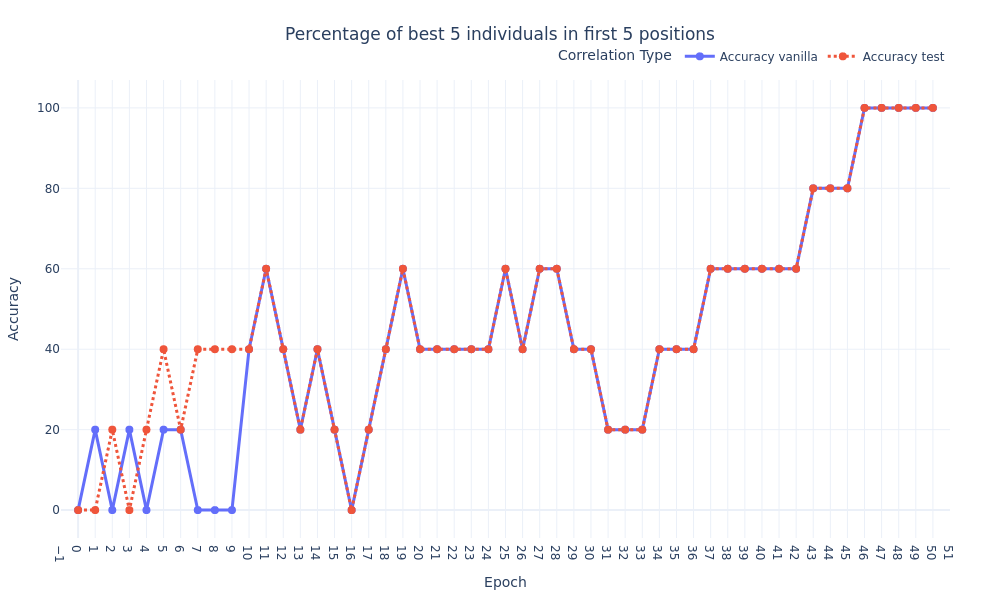 Percentage of best 5 individuals in first 5 positions
Correlation Type Accuracy vanilla Accuracy test
100
80
60
40
20
0
Accuracy
−1 0 1 2 3 4 5 6 7 8 9 10 11 12 13 14 15 16 17 18 19 20 21 22 23 24 25 26 27 28 29 30 31 32 33 34 35 36 37 38 39 40 41 42 43 44 45 46 47 48 49 50 51
Epoch